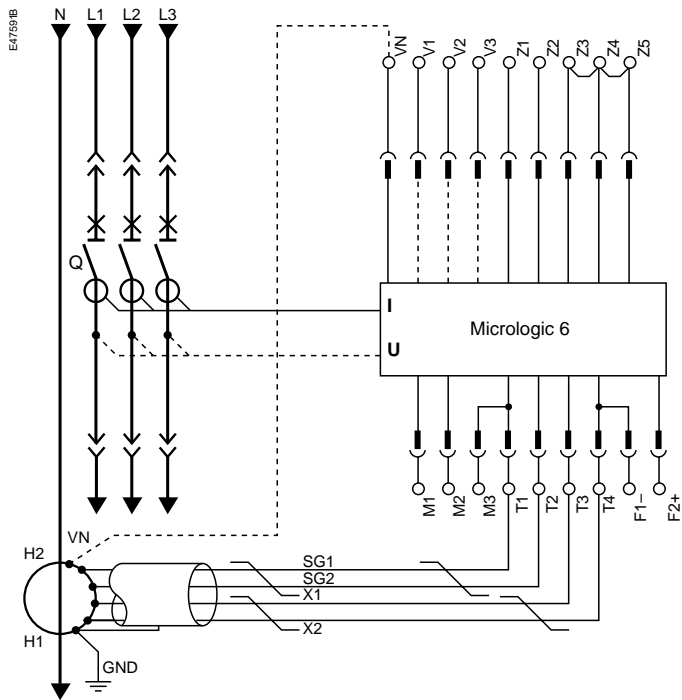 E47591B
N L1 L2 L3
VN V1 V2 V3 Z1 Z2 Z3 Z4 Z5
Q
I
U
Micrologic 6
M1 M2 M3 T1 T2 T3 T4 F1– F2+
VN
H2
H1
SG1
SG2
X1
X2
GND